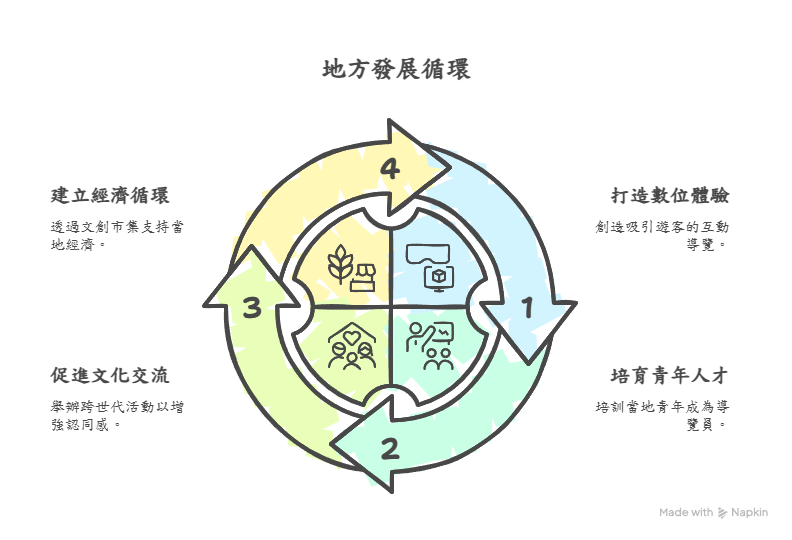 地方發展循環
4
建立經濟循環
透過文創市集支持當
地經濟。
打造數位體驗
創造吸引遊客的互動
導覽。
3
1
促進文化交流
舉辦跨世代活動以增
強認同感。
培育青年人才
培訓當地青年成為導
覽員。
2
Made with Napkin